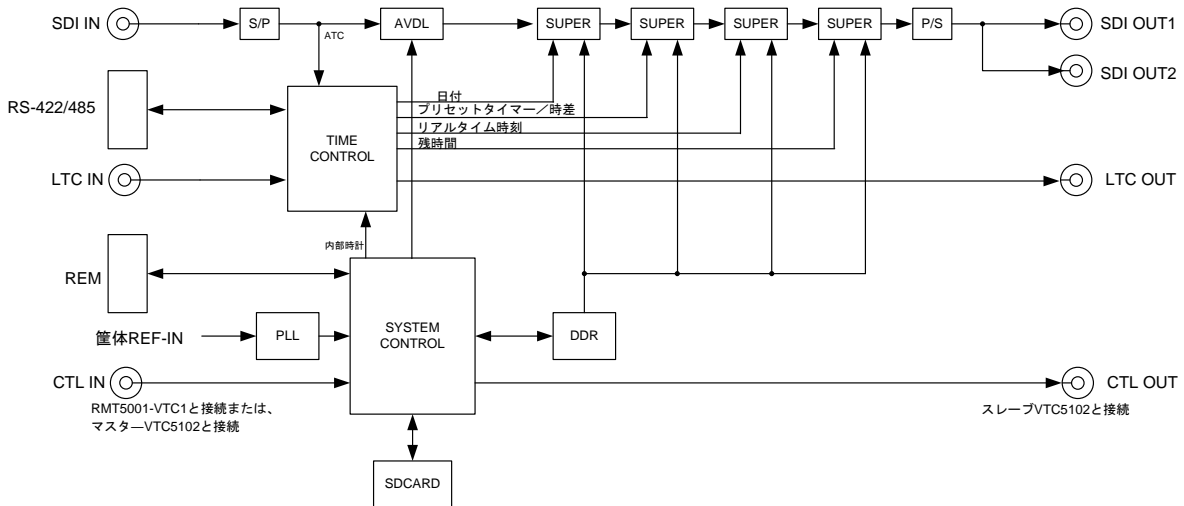 SDI IN
S/P
AVDL
SUPER
SUPER
SUPER
SUPER
P/S
SDI OUT1
ATC
SDI OUT2
RS-422/485
日付
プリセットタイマー／時差
リアルタイム時刻
残時間
TIME
CONTROL
LTC IN
LTC OUT
内部時計
REM
SYSTEM
CONTROL
筐体REF-IN
PLL
DDR
CTL IN
CTL OUT
RMT5001-VTC1と接続または、
マスタ―VTC5102と接続
スレーブVTC5102と接続
SDCARD